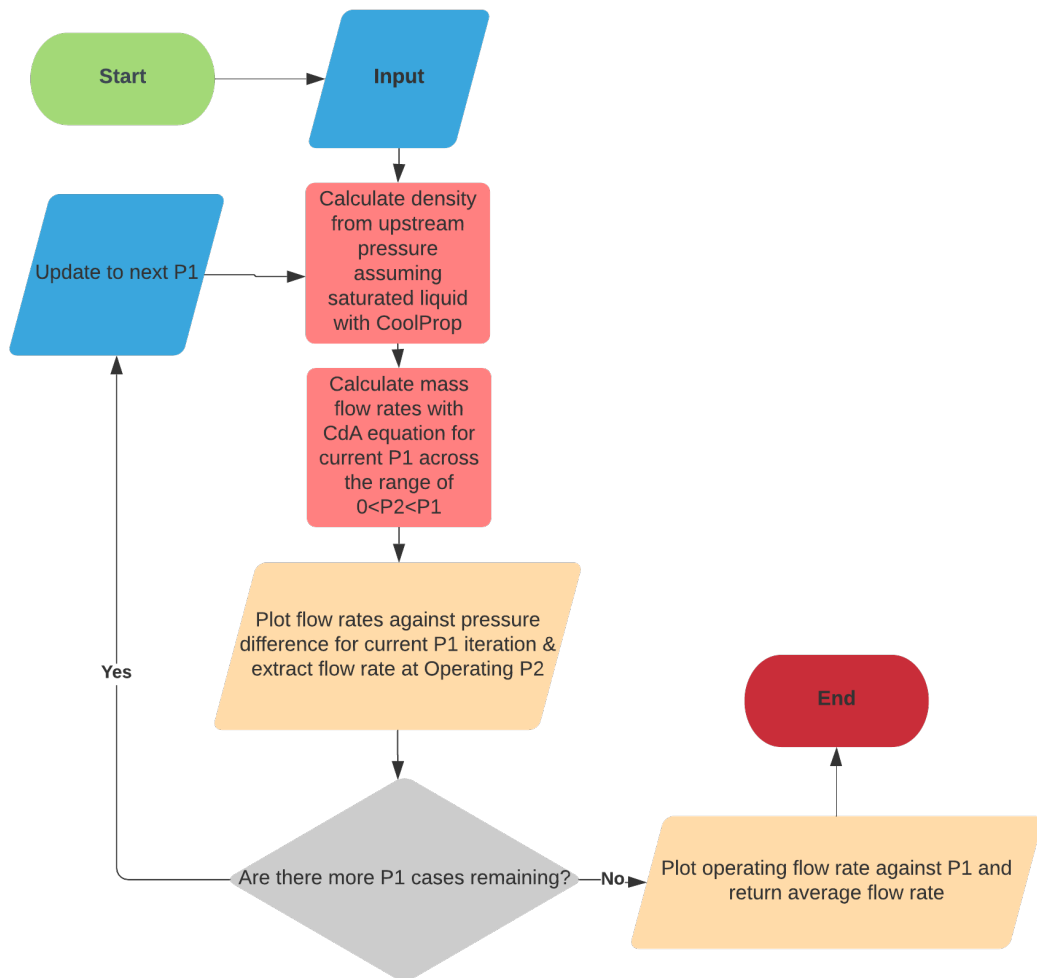 Start
Input
Calculate density
from upstream
pressure
assuming
saturated liquid
with CoolProp
Update to next P1
Calculate mass
flow rates with
CdA equation for
current P1 across
the range of
0<P2<P1
Plot flow rates against pressure
difference for current P1 iteration &
extract flow rate at Operating P2
Yes
End
Are there more P1 cases remaining?
No
Plot operating flow rate against P1 and
return average flow rate